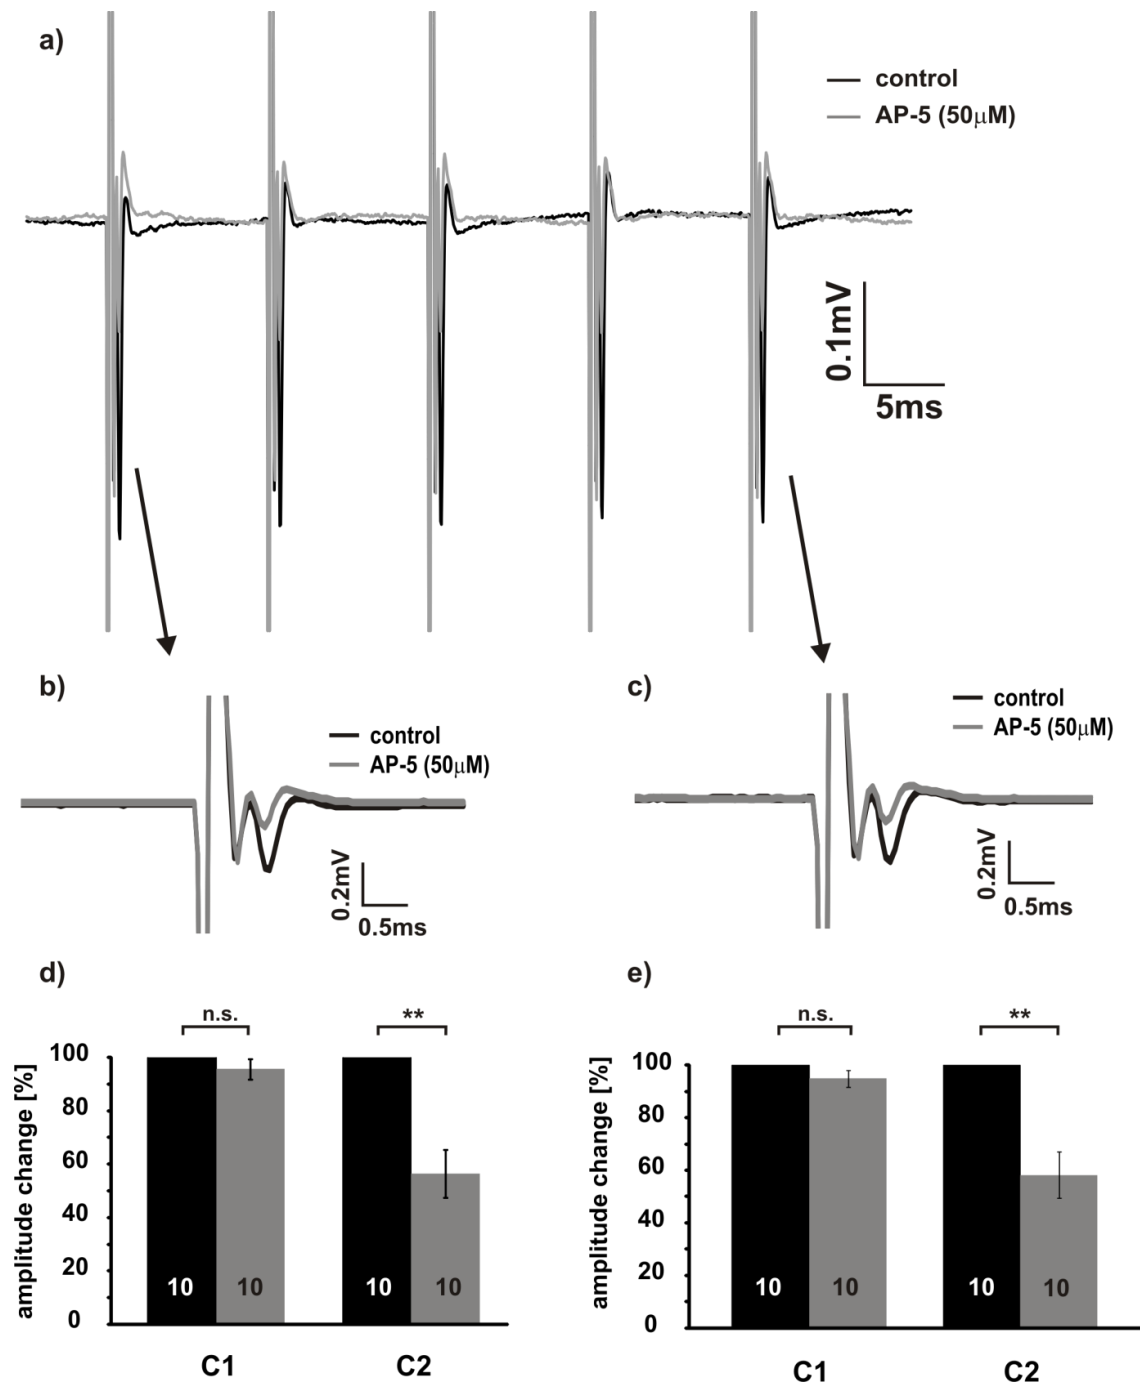 a)
control
AP-5 (50μM)
0.1mV
5ms
b)
control
AP-5 (50μM)
0.2mV
0.5ms
c)
control
AP-5 (50μM)
0.2mV
0.5ms
d)
n.s.
**
amplitude change [%]
100
80
60
40
20
0
10
10
10
10
C1
C2
e)
n.s.
**
amplitude change [%]
100
80
60
40
20
0
10
10
10
10
C1
C2